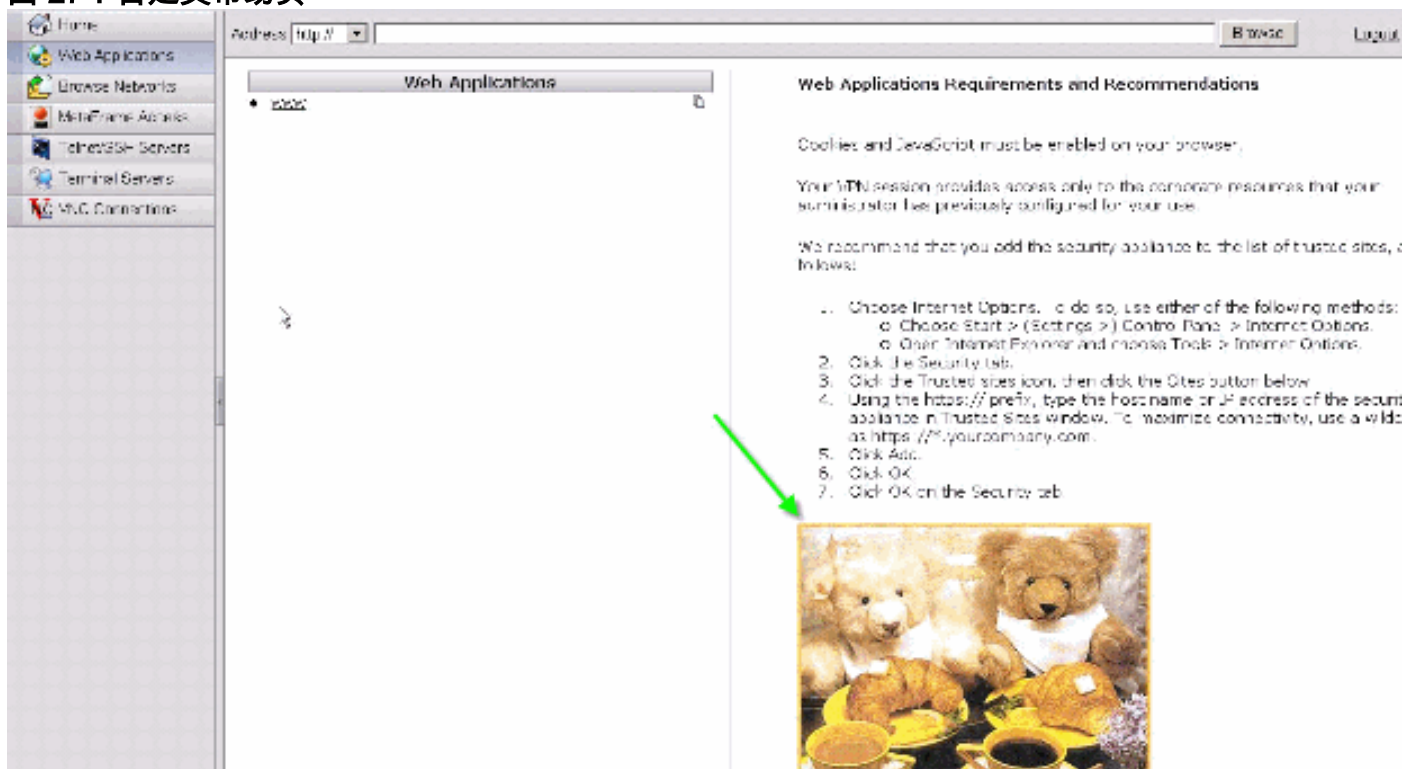 Home
Web Applications
Browse Networks
MetaFrame Access
Telnet/SSH Servers
Terminal Servers
VNC Connections
Address http://
Browse
Logout
Web Applications
Web Applications Requirements and Recommendations
Cookies and JavaScript must be enabled on your browser.
Your VPN session provides access only to the corporate resources that your
administrator has previously configured for your use.
We recommend that you add the security appliance to the list of trusted sites,
follows:
1. Choose Internet Options. To do so, use either of the following methods:
o Choose Start > (Settings >) Control Panel > Internet Options.
o Open Internet Explorer and choose Tools > Internet Options.
2. Click the Security tab.
3. Click the Trusted sites icon, then click the Sites button below
4. Using the https:// prefix, type the host name or IP address of the securit
appliance in Trusted Sites window. To maximize connectivity, use a wildc
as https://*.yourcompany.com.
5. Click Add.
6. Click OK
7. Click OK on the Security tab